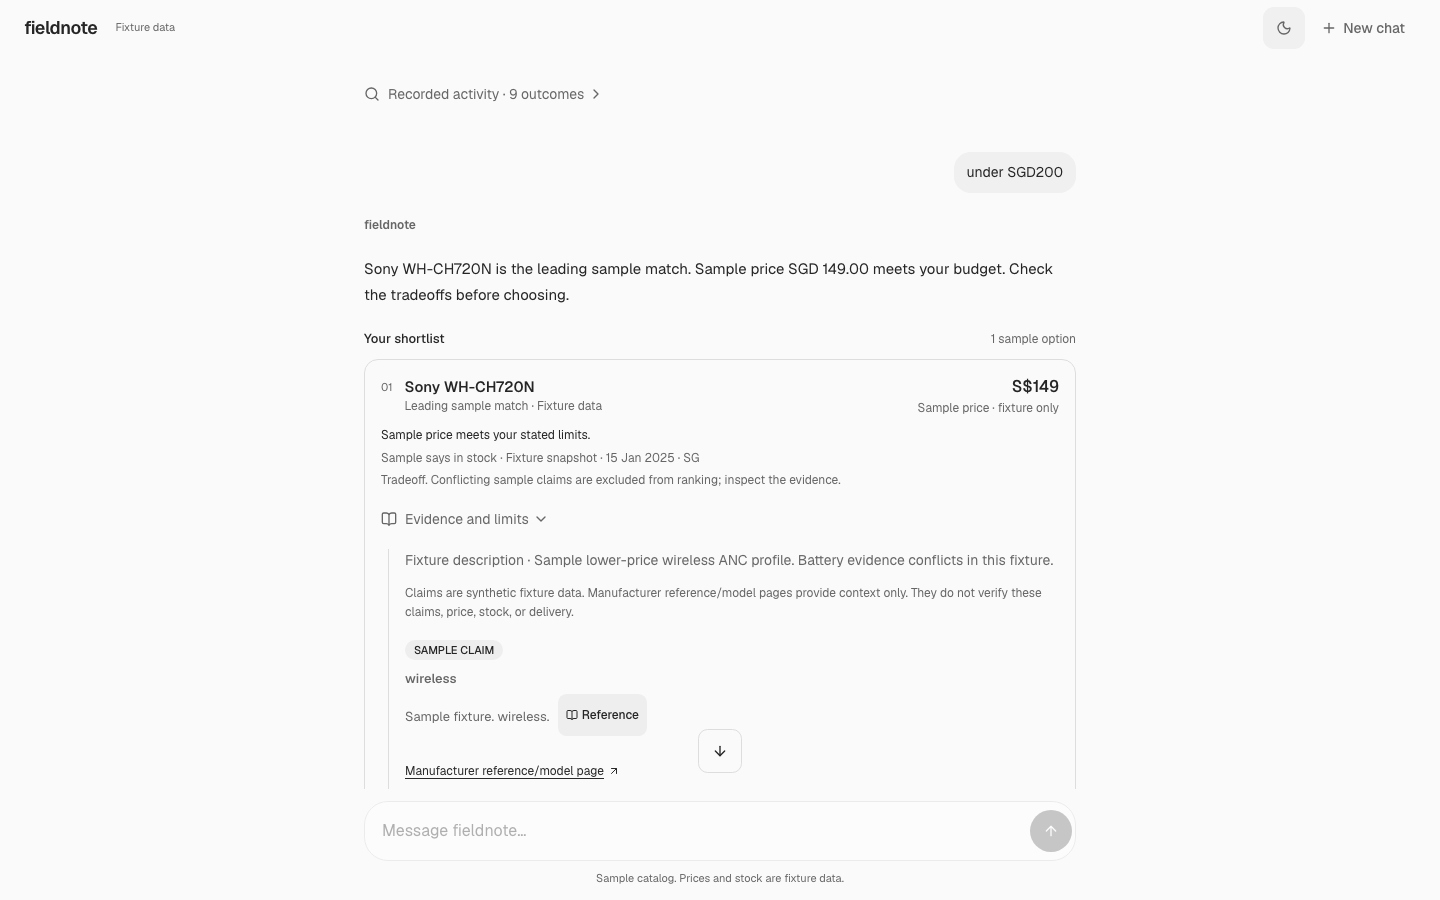 fieldnote
Fixture data
New chat
Recorded activity · 9 outcomes
under SGD200
fieldnote
Sony WH-CH720N is the leading sample match. Sample price SGD 149.00 meets your budget. Check
the tradeoffs before choosing.
Your shortlist
1 sample option
01
Sony WH-CH720N
S$149
Leading sample match · Fixture data
Sample price · fixture only
Sample price meets your stated limits.
Sample says in stock · Fixture snapshot · 15 Jan 2025 · SG
Tradeoff. Conflicting sample claims are excluded from ranking; inspect the evidence.
Evidence and limits
Fixture description · Sample lower-price wireless ANC profile. Battery evidence conflicts in this fixture.
Claims are synthetic fixture data. Manufacturer reference/model pages provide context only. They do not verify these
claims, price, stock, or delivery.
SAMPLE CLAIM
wireless
Sample fixture. wireless.
Reference
Manufacturer reference/model page
Message fieldnote...
Sample catalog. Prices and stock are fixture data.